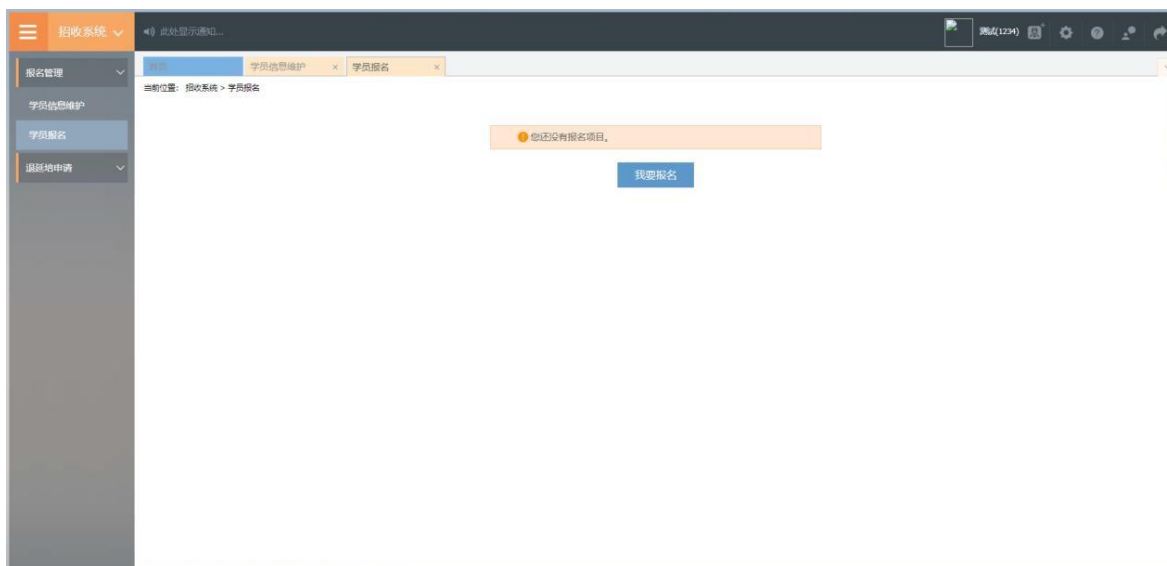 招收系统
此处显示通知...
测试(1234)
报名管理
首页
学员信息维护
×
学员报名
×
当前位置: 招收系统 > 学员报名
学员信息维护
学员报名
退延培申请
您还没有报名项目。
我要报名